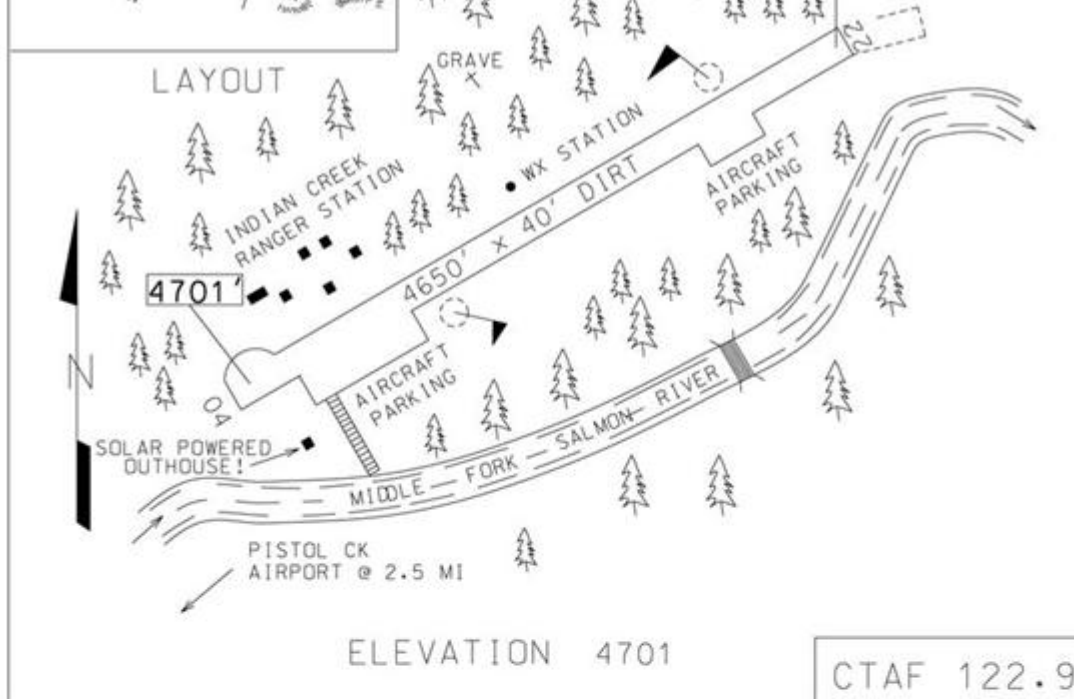 LAYOUT
GRAVE
22
WX STATION
INDIAN CREEK
RANGER STATION
4650' X 40' DIRT
AIRCRAFT
PARKING
4701'
N
04
AIRCRAFT
PARKING
SOLAR POWERED
OUTHOUSE!
MIDDLE FORK SALMON RIVER
PISTOL CK
AIRPORT @ 2.5 MI
ELEVATION 4701
CTAF 122.9